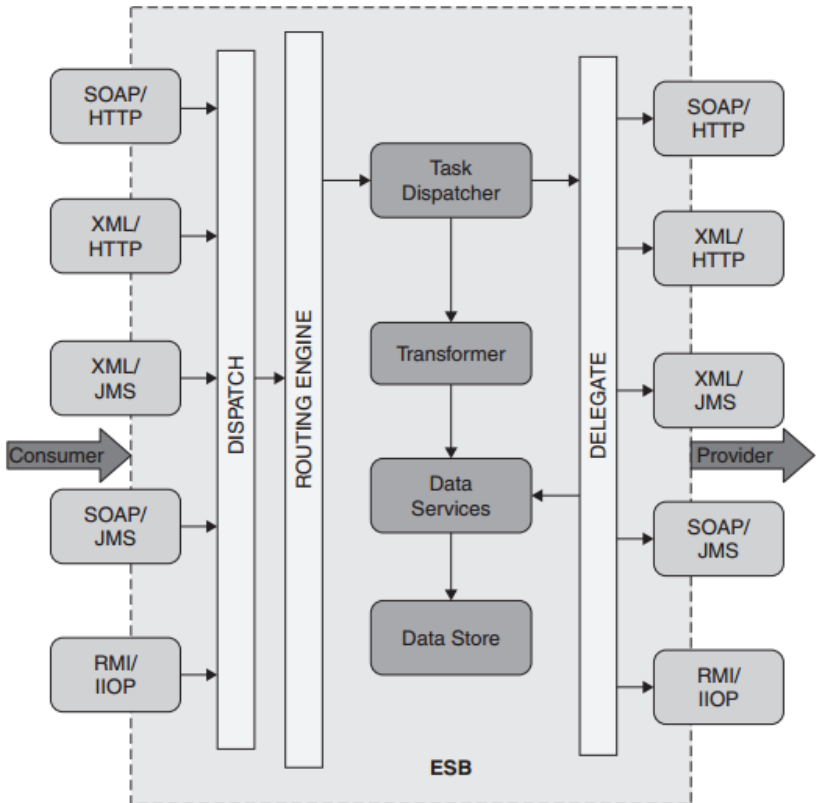 SOAP/
HTTP
XML/
HTTP
XML/
JMS
Consumer
SOAP/
JMS
RMI/
IIOP
DISPATCH
ROUTING ENGINE
Task
Dispatcher
Transformer
Data
Services
Data Store
DELEGATE
SOAP/
HTTP
XML/
HTTP
XML/
JMS
Provider
SOAP/
JMS
RMI/
IIOP
ESB